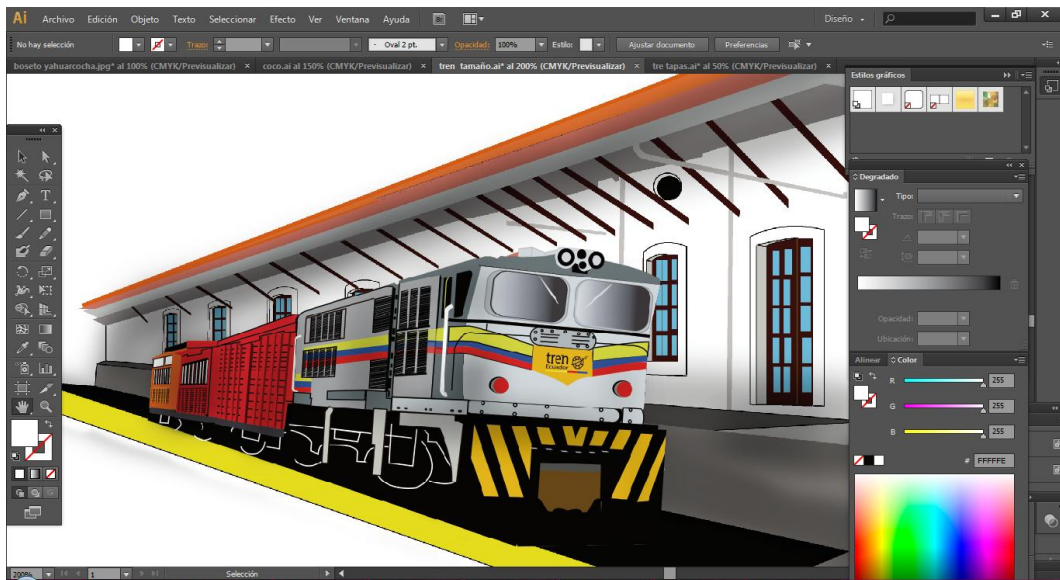 Ai Archivo Edición Objeto Texto Seleccionar Efecto Ver Ventana Ayuda Br Diseño
No hay selección Trazo: Oval 2 pt. Opacidad: 100% Estilo: Ajustar documento Preferencias
boseto yahuarcocha.jpg* al 100% (CMYK/Previsualizar) × coco.ai al 150% (CMYK/Previsualizar) × tren tamaño.ai* al 200% (CMYK/Previsualizar) × tre tapas.ai* al 50% (CMYK/Previsualizar) ×
Estilos gráficos
Degradado
Tipo:
Trazo:
Opacidad:
Ubicación:
Alinear Color
R 255
G 255
B 255
# FFFFFE
tren
Ecuador
200% 1 Selección